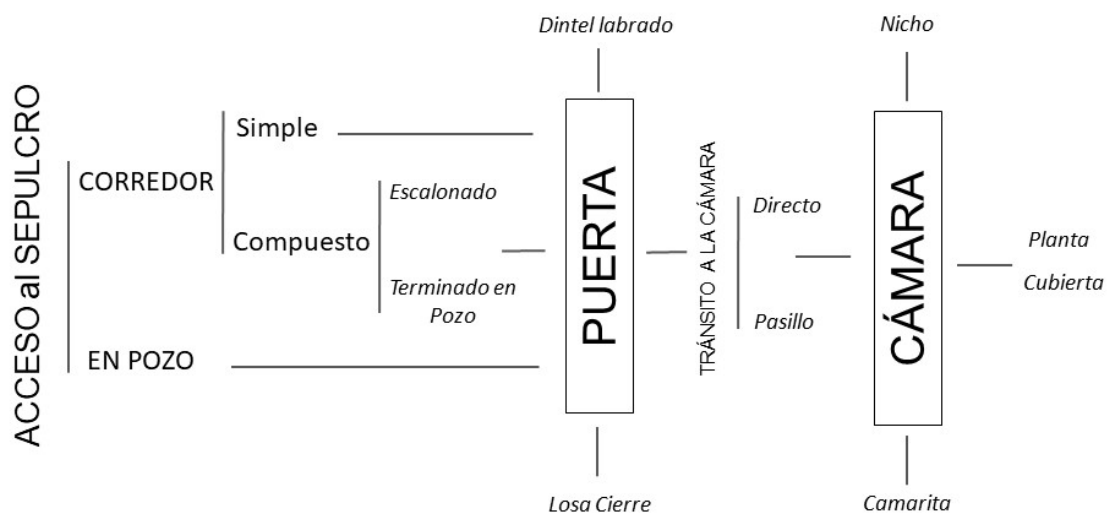 ACCESO al SEPULCRO
CORREDOR
EN POZO
Simple
Compuesto
Escalonado
Terminado en
Pozo
Dintel labrado
PUERTA
Losa Cierre
TRÁNSITO A LA CÁMARA
Directo
Pasillo
Nicho
CÁMARA
Camarita
Planta
Cubierta